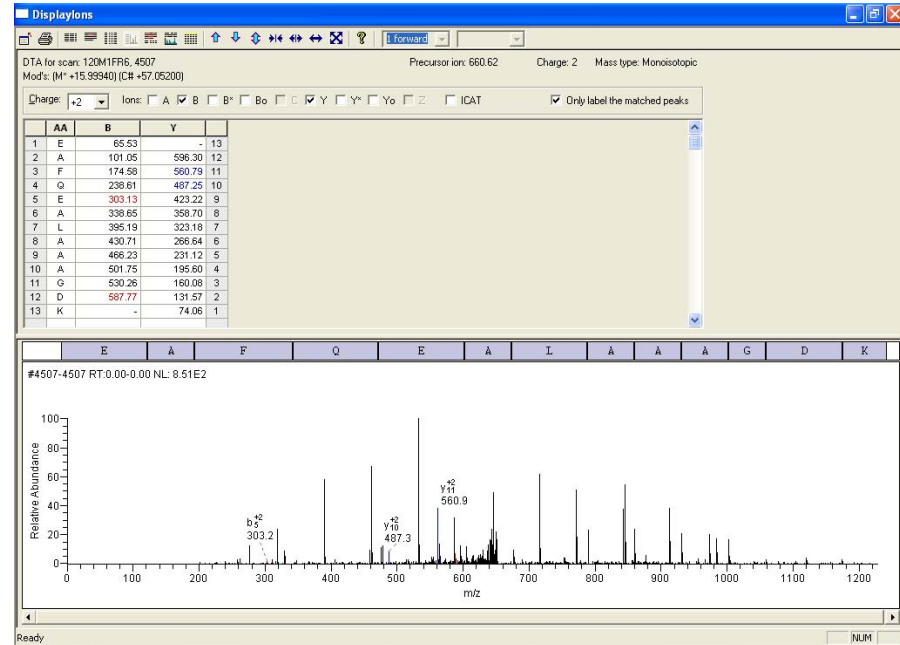 DisplayIons
1 forward
DTA for scan: 120M1FR6, 4507 Precursor ion: 660.62 Charge: 2 Mass type: Monoisotopic
Mod's: (M* +15.99940) (C# +57.05200)
Charge: +2 Ions: A B B* Bo C Y Y* Yo Z ICAT Only label the matched peaks
AA B Y
1 E 65.53 - 13
2 A 101.05 596.30 12
3 F 174.58 560.79 11
4 Q 238.61 487.25 10
5 E 303.13 423.22 9
6 A 338.65 358.70 8
7 L 395.19 323.18 7
8 A 430.71 266.64 6
9 A 466.23 231.12 5
10 A 501.75 195.60 4
11 G 530.26 160.08 3
12 D 587.77 131.57 2
13 K - 74.06 1
E A F Q E A L A A A G D K
#4507-4507 RT:0.00-0.00 NL: 8.51E2
100
80
60
40
20
0
Relative Abundance
b5+2
303.2
y10+2
487.3
y11+2
560.9
0 100 200 300 400 500 600 700 800 900 1000 1100 1200
m/z
Ready NUM